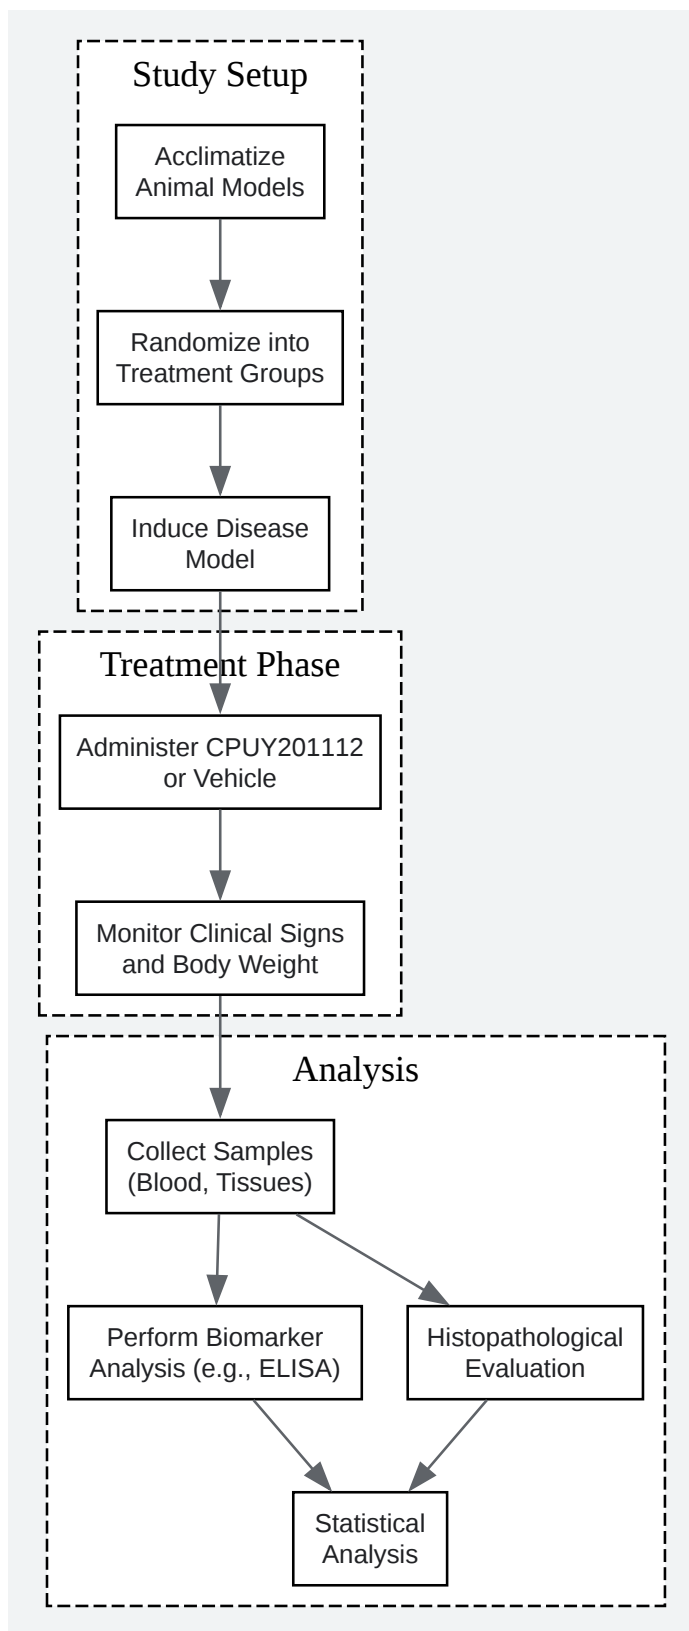 Study Setup
Acclimatize
Animal Models
Randomize into
Treatment Groups
Induce Disease
Model
Treatment Phase
Administer CPUY201112
or Vehicle
Monitor Clinical Signs
and Body Weight
Analysis
Collect Samples
(Blood, Tissues)
Perform Biomarker
Analysis (e.g., ELISA)
Histopathological
Evaluation
Statistical
Analysis